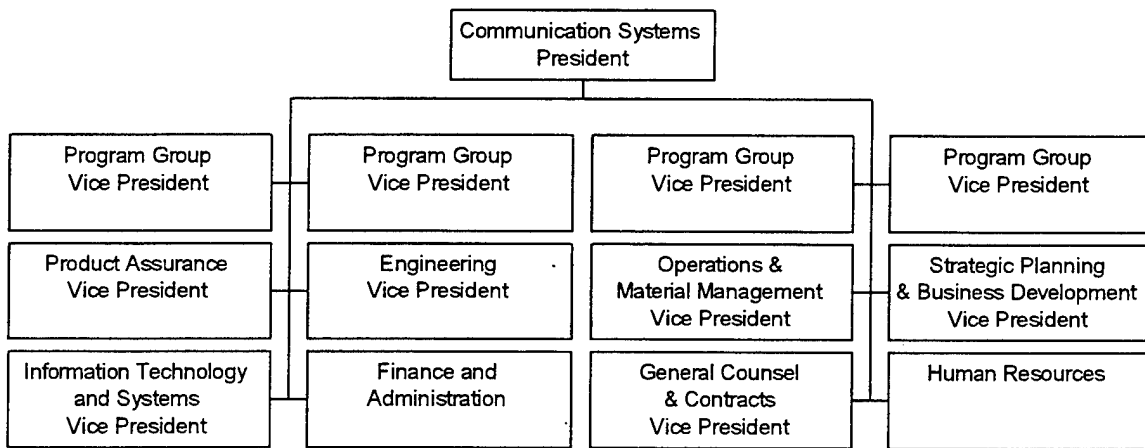 Communication Systems
President
Program Group
Vice President
Program Group
Vice President
Program Group
Vice President
Program Group
Vice President
Product Assurance
Vice President
Engineering
Vice President
Operations &
Material Management
Vice President
Strategic Planning
& Business Development
Vice President
Information Technology
and Systems
Vice President
Finance and
Administration
General Counsel
& Contracts
Vice President
Human Resources